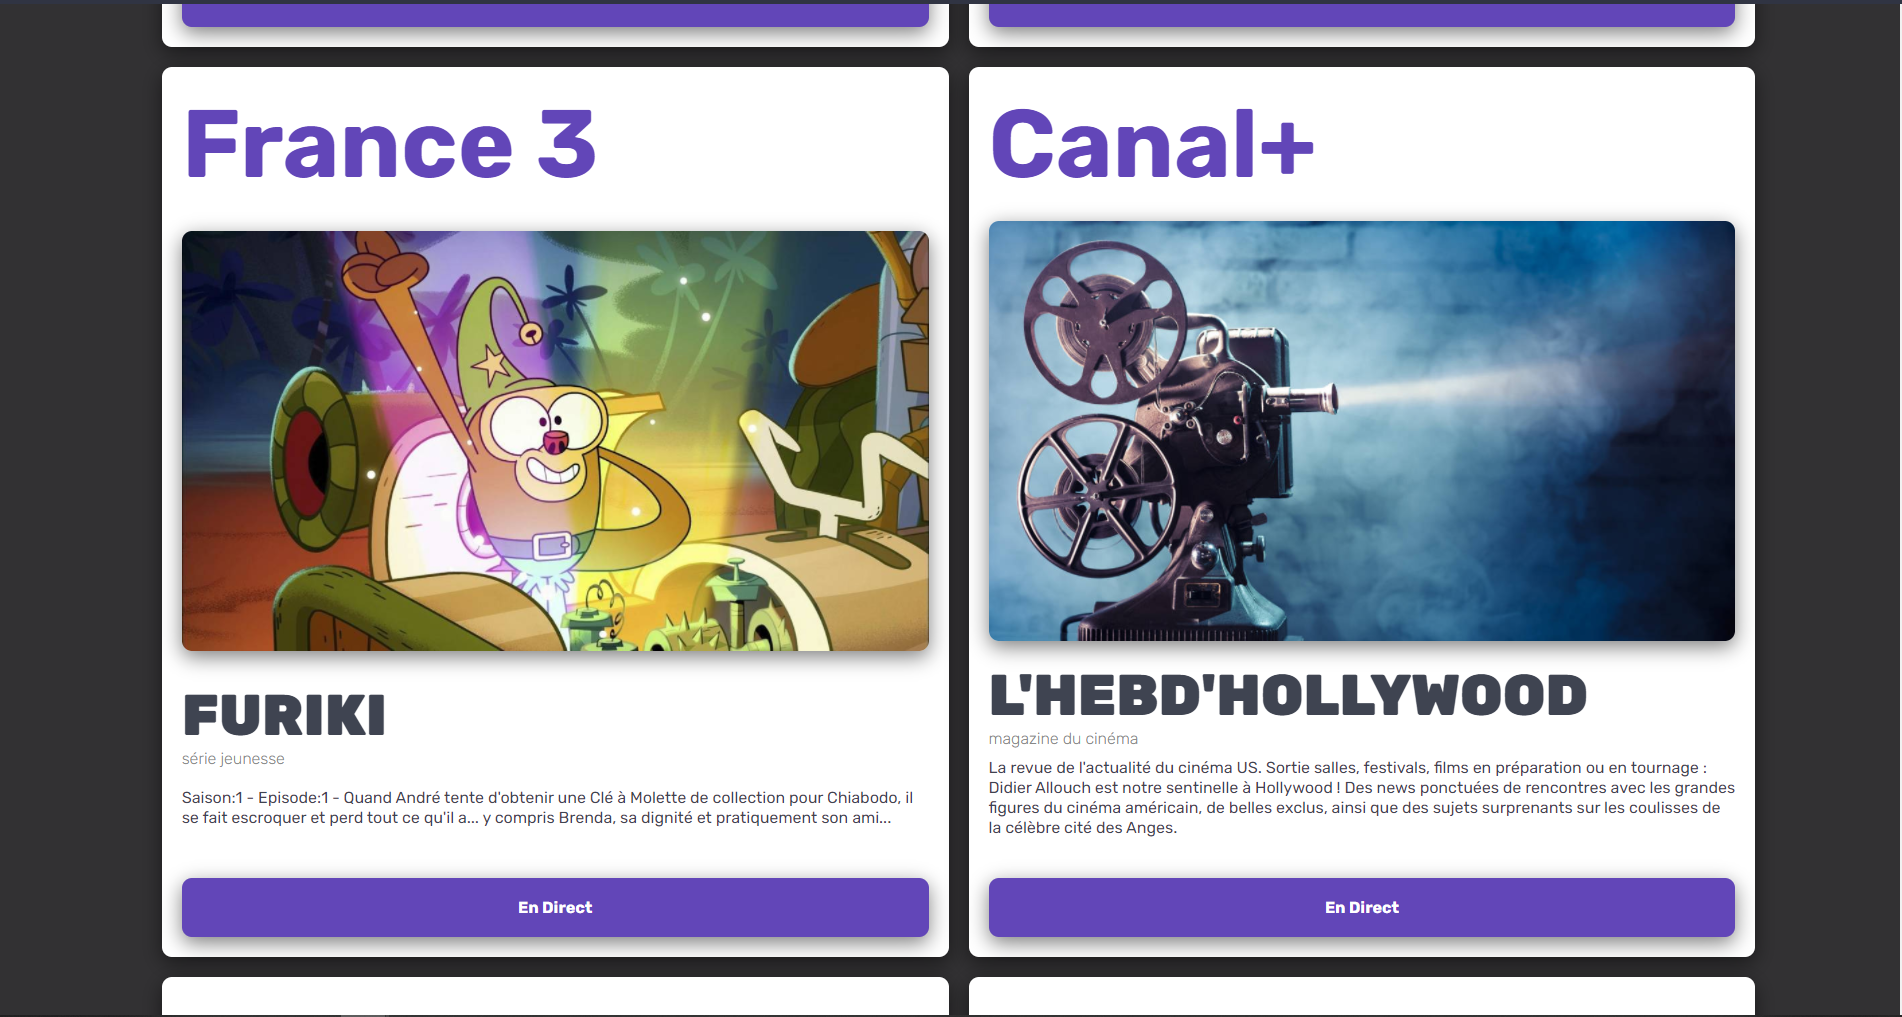 France 3
FURIKI
série jeunesse
Saison:1 - Episode:1 - Quand André tente d'obtenir une Clé à Molette de collection pour Chiabodo, il
se fait escroquer et perd tout ce qu'il a... y compris Brenda, sa dignité et pratiquement son ami...
En Direct
Canal+
L'HEBD'HOLLYWOOD
magazine du cinéma
La revue de l'actualité du cinéma US. Sortie salles, festivals, films en préparation ou en tournage :
Didier Allouch est notre sentinelle à Hollywood ! Des news ponctuées de rencontres avec les grandes
figures du cinéma américain, de belles exclus, ainsi que des sujets surprenants sur les coulisses de
la célèbre cité des Anges.
En Direct